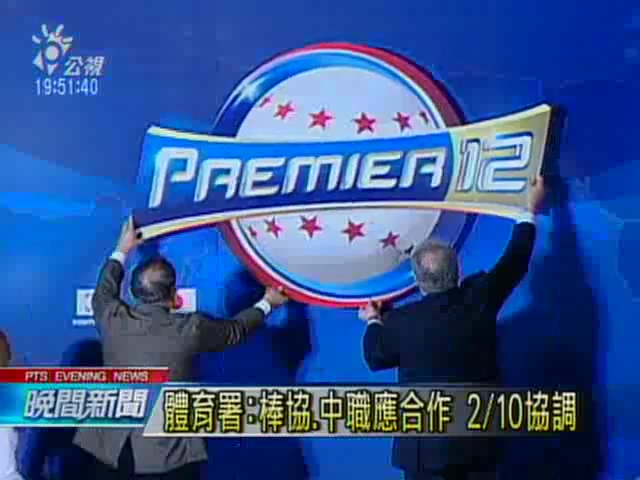 公視
19:51:40
PREMIER 12
PTS EVENING NEWS
晚間新聞
體育署:棒協.中職應合作 2/10協調